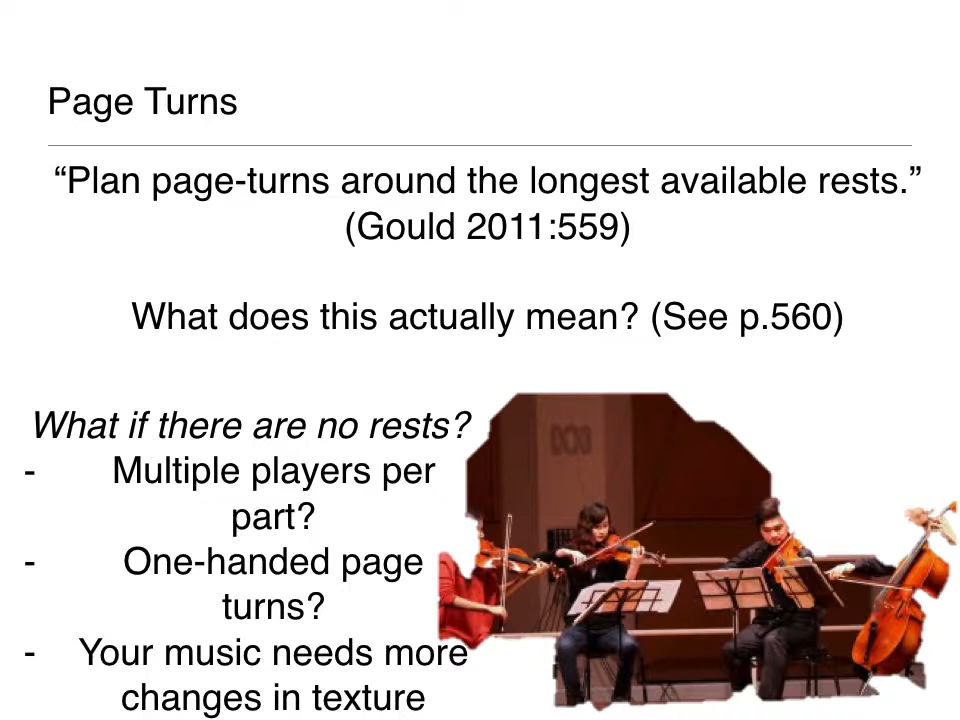 Page Turns
“Plan page-turns around the longest available rests.”
(Gould 2011:559)
What does this actually mean? (See p.560)
What if there are no rests?
- Multiple players per
part?
- One-handed page
turns?
- Your music needs more
changes in texture
ABC